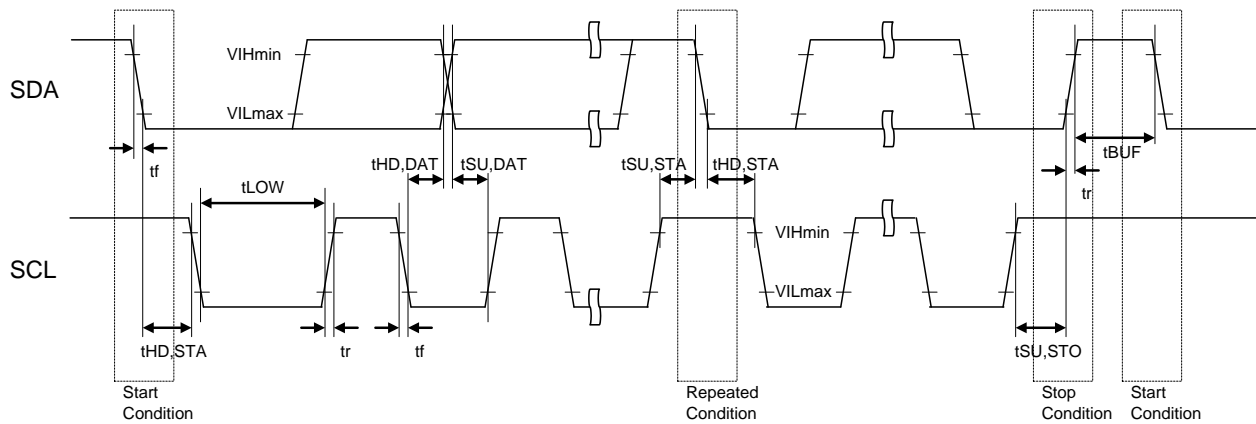 SDA
VIHmin
VILmax
tf
tHD,DAT
tSU,DAT
tSU,STA
tHD,STA
tBUF
tr
tLOW
SCL
VIHmin
VILmax
tHD,STA
tr
tf
tSU,STO
Start
Condition
Repeated
Condition
Stop
Condition
Start
Condition